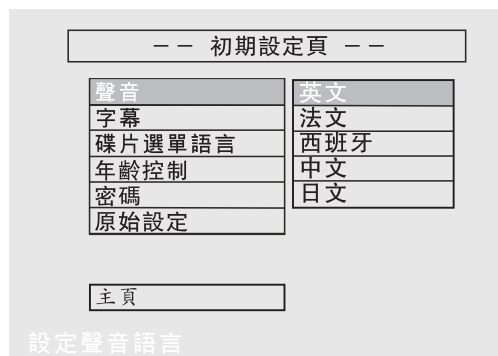 -- 初期設定頁 --
聲音
字幕
碟片選單語言
年齡控制
密碼
原始設定
英文
法文
西班牙
中文
日文
主頁
設定聲音語言